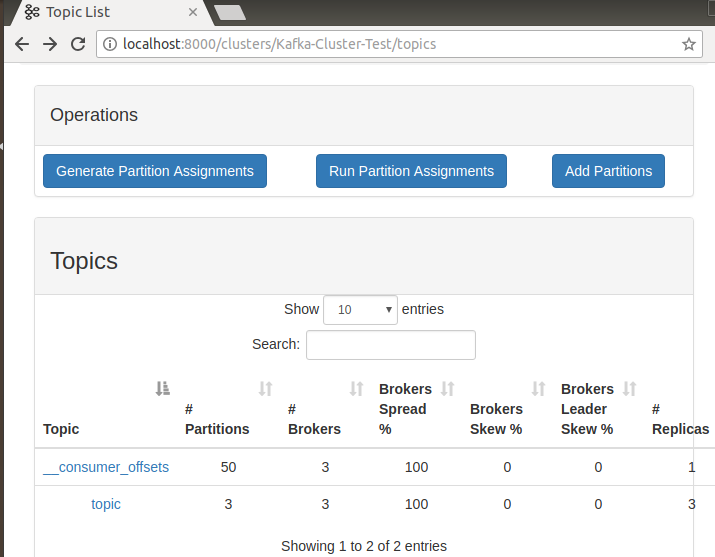 Topic List
localhost:8000/clusters/Kafka-Cluster-Test/topics
Operations
Generate Partition Assignments Run Partition Assignments Add Partitions
Topics
Show 10 entries
Search:
Topic # Partitions # Brokers Brokers Spread % Brokers Skew % Brokers Leader Skew % # Replicas
__consumer_offsets 50 3 100 0 0 1
topic 3 3 100 0 0 3
Showing 1 to 2 of 2 entries